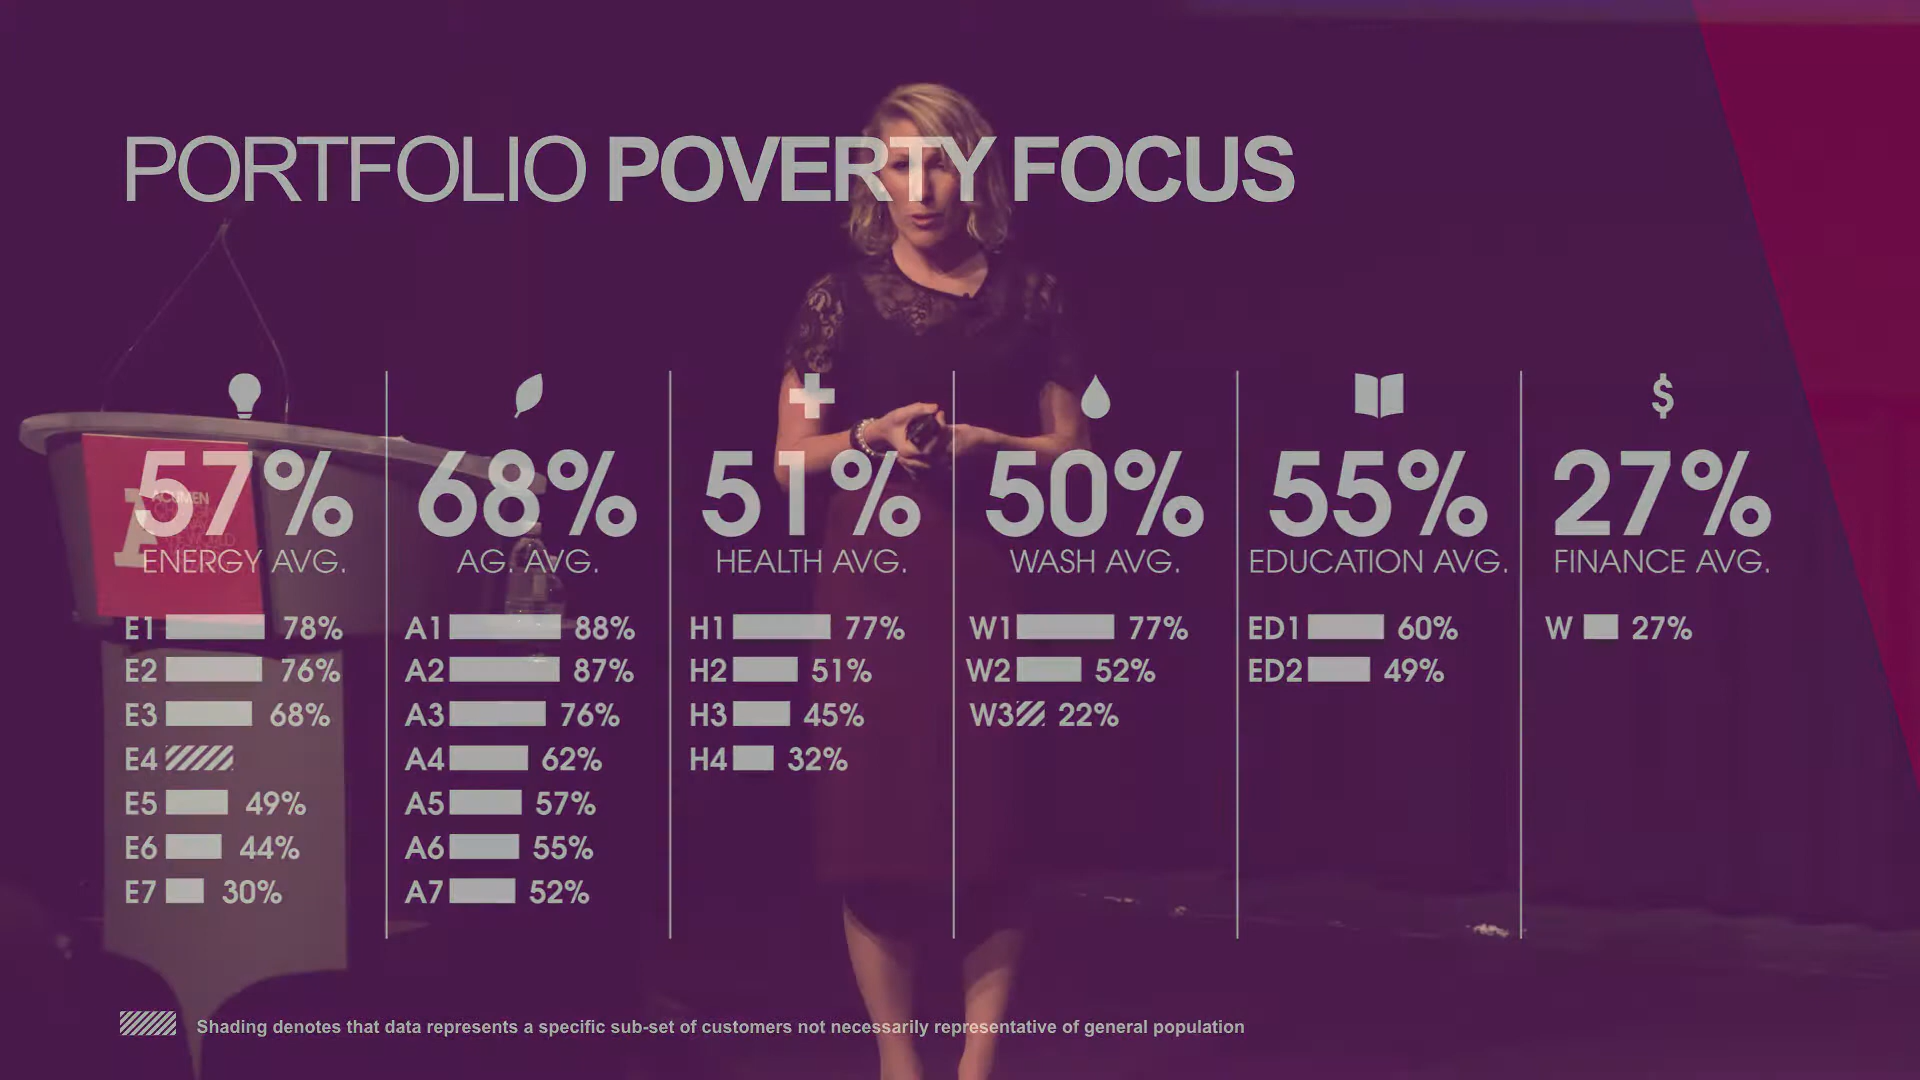 PORTFOLIO POVERTY FOCUS
57%
ENERGY AVG.
E1 78%
E2 76%
E3 68%
E4
E5 49%
E6 44%
E7 30%
68%
AG. AVG.
A1 88%
A2 87%
A3 76%
A4 62%
A5 57%
A6 55%
A7 52%
51%
HEALTH AVG.
H1 77%
H2 51%
H3 45%
H4 32%
50%
WASH AVG.
W1 77%
W2 52%
W3 22%
55%
EDUCATION AVG.
ED1 60%
ED2 49%
$
27%
FINANCE AVG.
W 27%
ACUMEN
Shading denotes that data represents a specific sub-set of customers not necessarily representative of general population